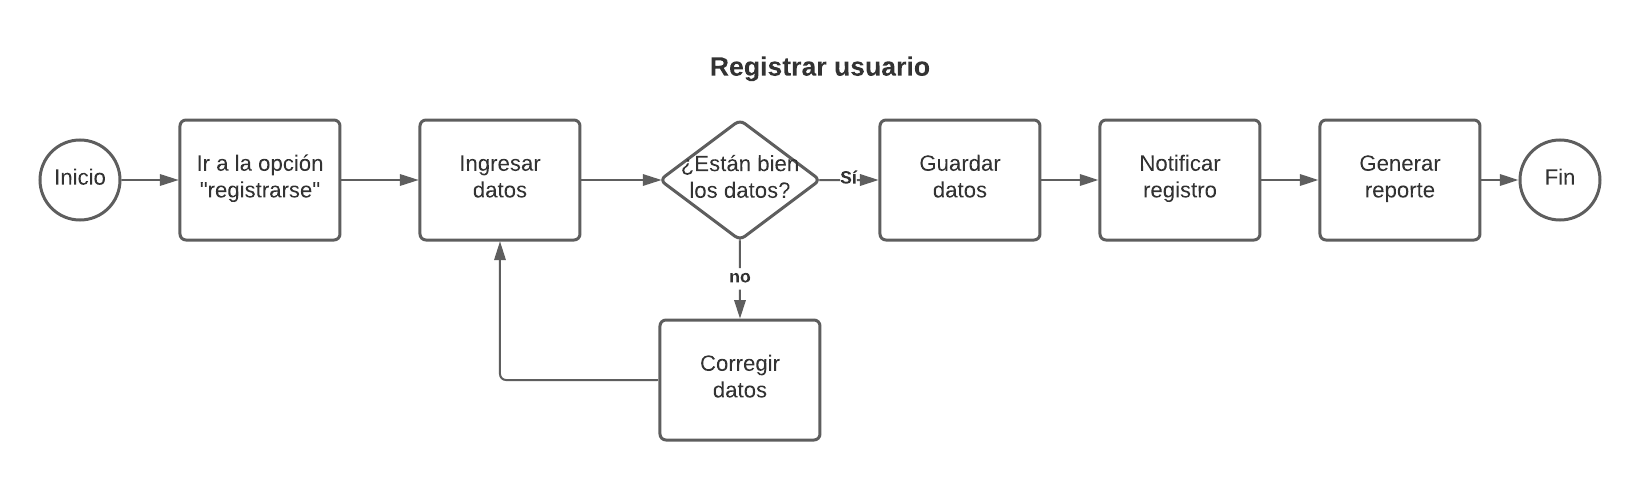 Registrar usuario
Inicio
Ir a la opción
"registrarse"
Ingresar
datos
¿Están bien
los datos?
Sí
Guardar
datos
Notificar
registro
Generar
reporte
Fin
no
Corregir
datos